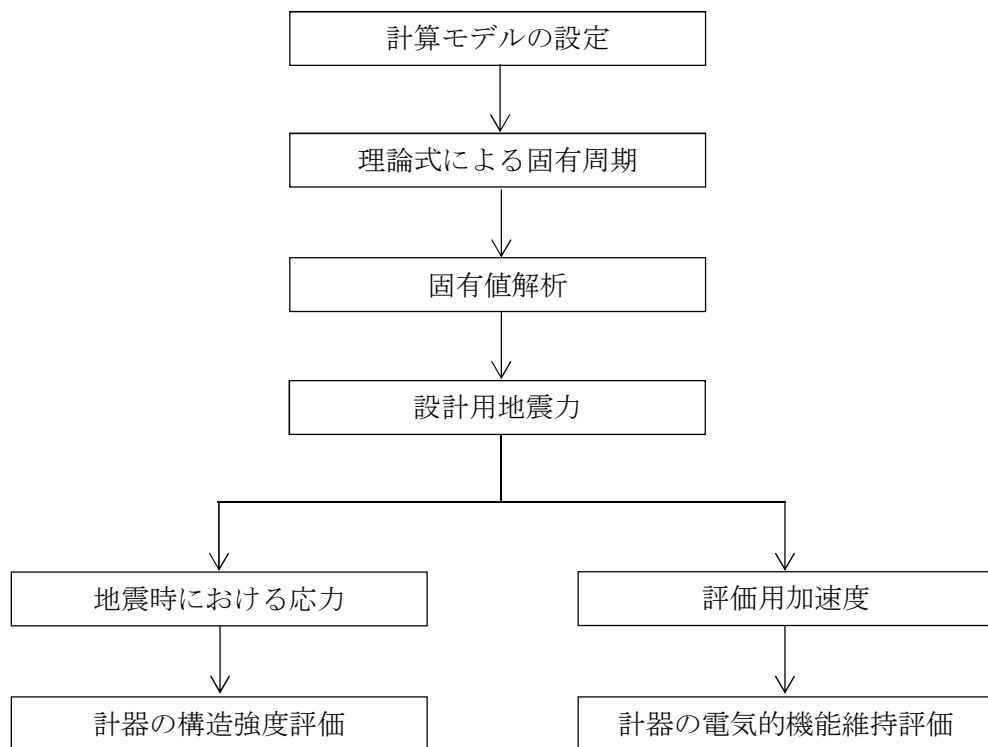 計算モデルの設定
理論式による固有周期
固有値解析
設計用地震力
地震時における応力
評価用加速度
計器の構造強度評価
計器の電気的機能維持評価